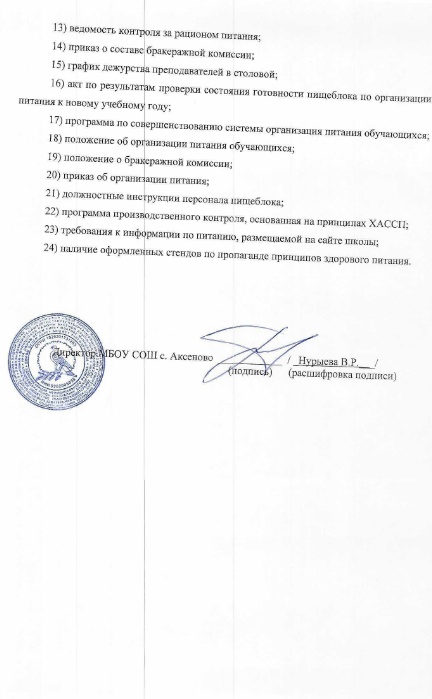 13) ведомость контроля за рационом питания;
14) приказ о составе бракеражной комиссии;
15) график дежурства преподавателей в столовой;
16) акт по результатам проверки состояния готовности пищеблока по организации
питания к новому учебному году;
17) программа по совершенствованию системы организация питания обучающихся;
18) положение об организации питания обучающихся;
19) положение о бракеражной комиссии;
20) приказ об организации питания;
21) должностные инструкции персонала пищеблока;
22) программа производственного контроля, основанная на принципах ХАССП;
23) требования к информации по питанию, размещаемой на сайте школы;
24) наличие оформленных стендов по пропаганде принципов здорового питания.
Директор МБОУ СОШ с. Аксеново ________ /_Нурыева В.Р.___/
(подпись) (расшифровка подписи)